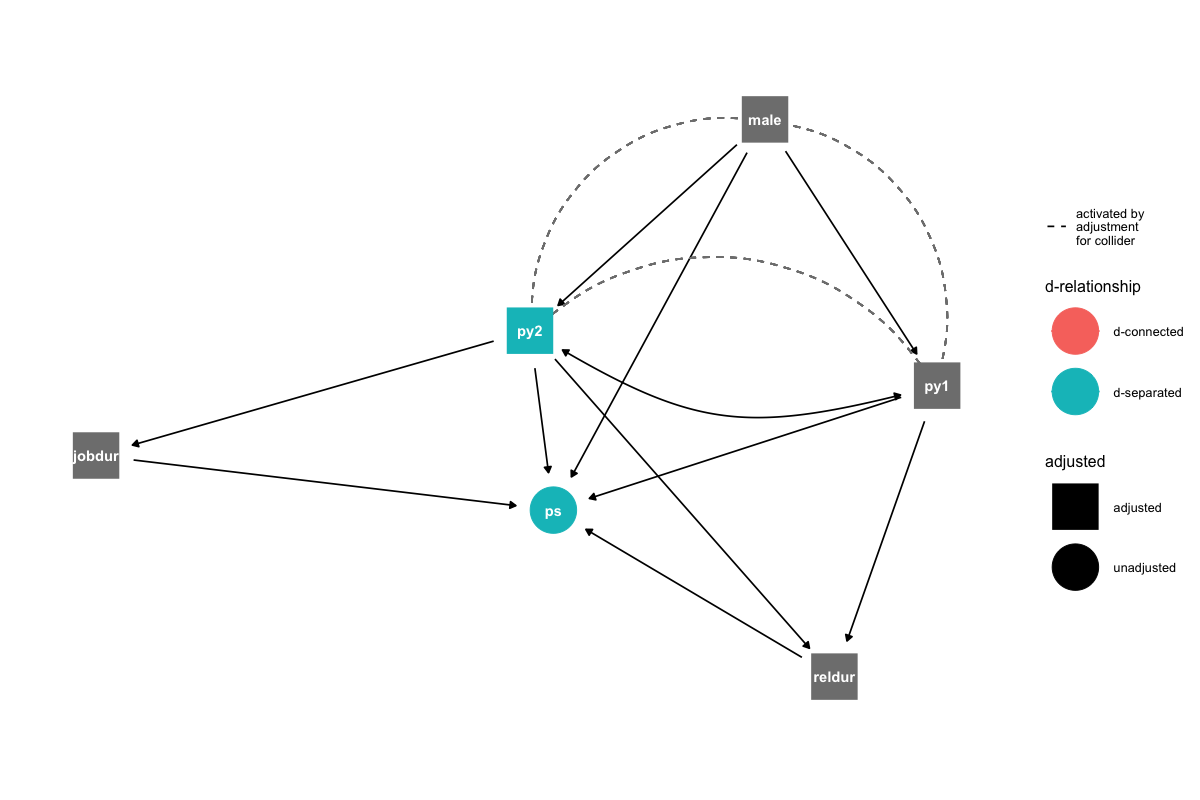 male
activated by
adjustment
for collider
d-relationship
d-connected
py2
py1
d-separated
jobdur
adjusted
ps
adjusted
unadjusted
reldur